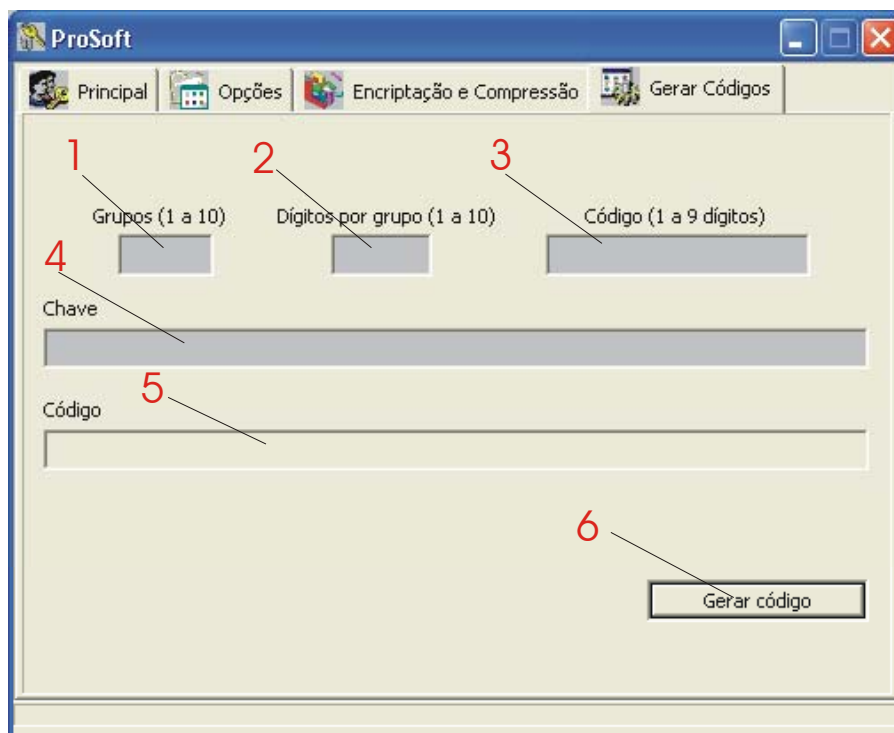 ProSoft
Principal Opções Encriptação e Compressão Gerar Códigos
1 2 3
Grupos (1 a 10) Dígitos por grupo (1 a 10) Código (1 a 9 dígitos)
4
Chave
5
Código
6
Gerar código